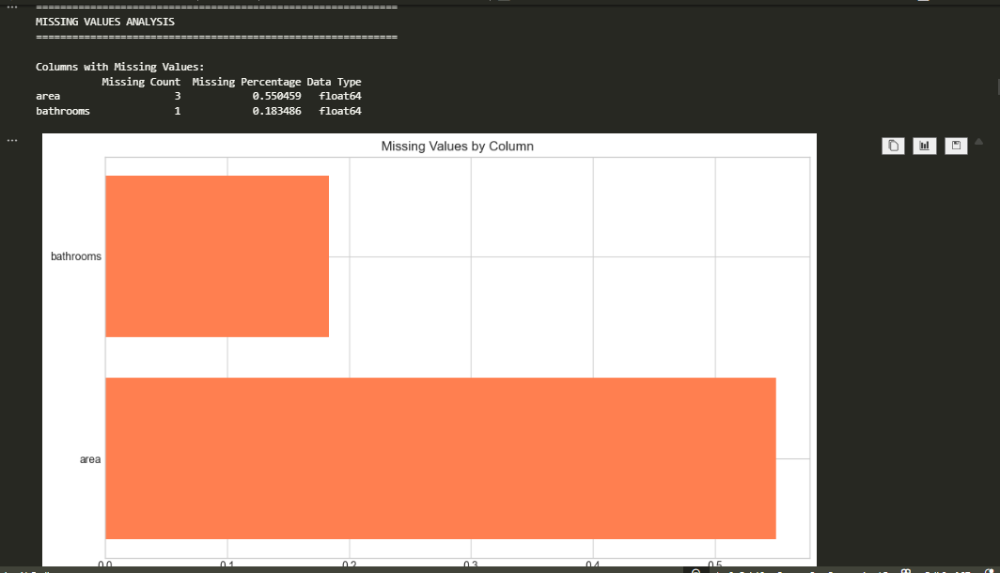 ============================================================
MISSING VALUES ANALYSIS
============================================================
Columns with Missing Values:
Missing Count Missing Percentage Data Type
area 3 0.550459 float64
bathrooms 1 0.183486 float64
Missing Values by Column
bathrooms
area
0.0 0.1 0.2 0.3 0.4 0.5